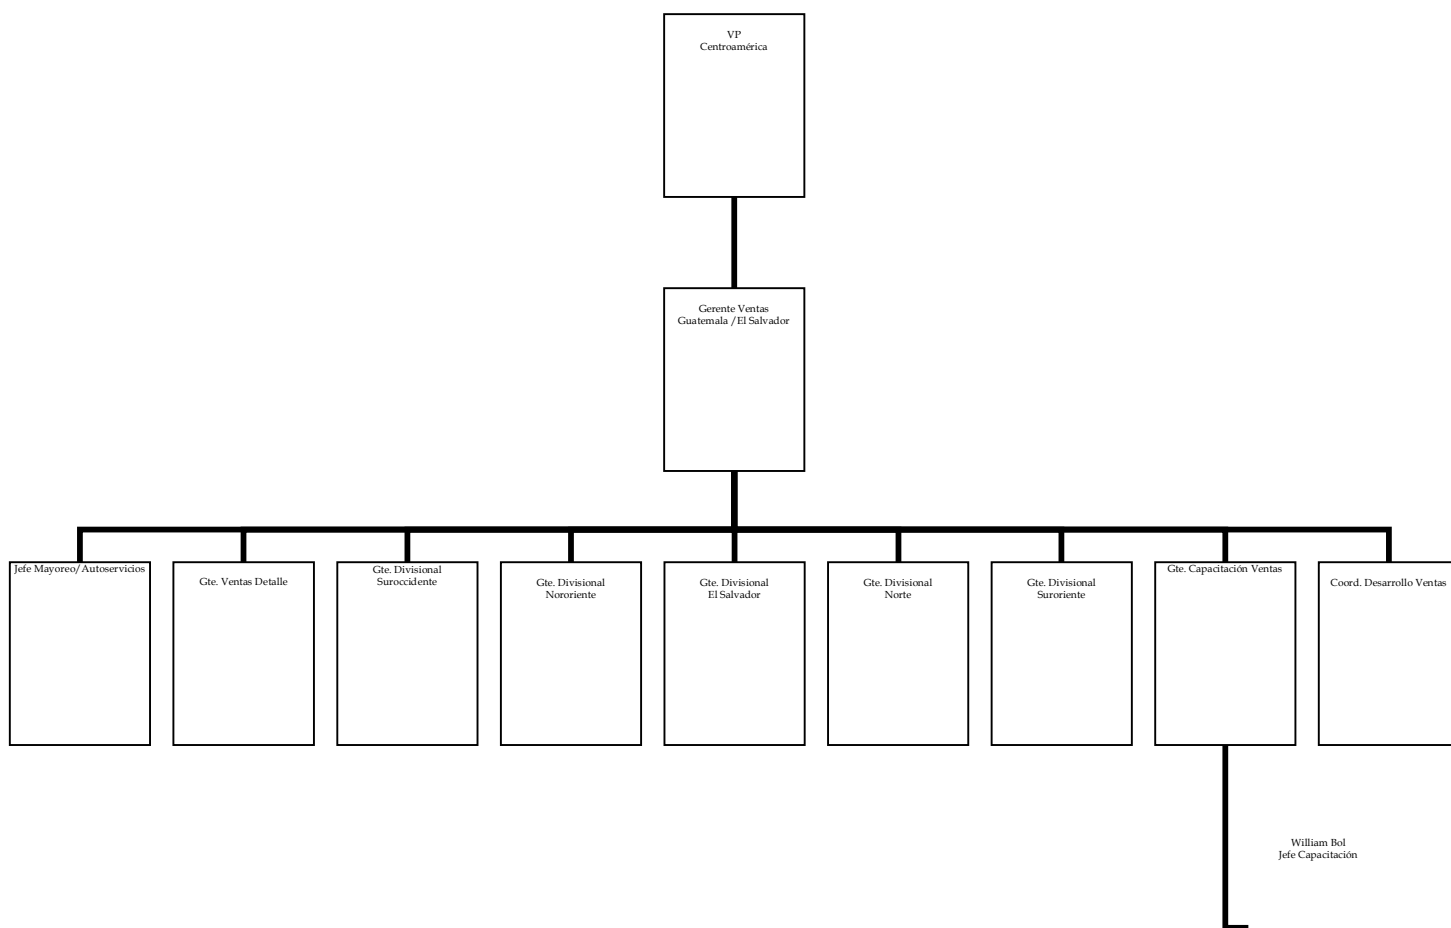 VP
Centroamérica
Gerente Ventas
Guatemala /El Salvador
Jefe Mayoreo/Autoservicios
Gte. Ventas Detalle
Gte. Divisional
Suroccidente
Gte. Divisional
Nororiente
Gte. Divisional
El Salvador
Gte. Divisional
Norte
Gte. Divisional
Suroriente
Gte. Capacitación Ventas
Coord. Desarrollo Ventas
William Bol
Jefe Capacitación